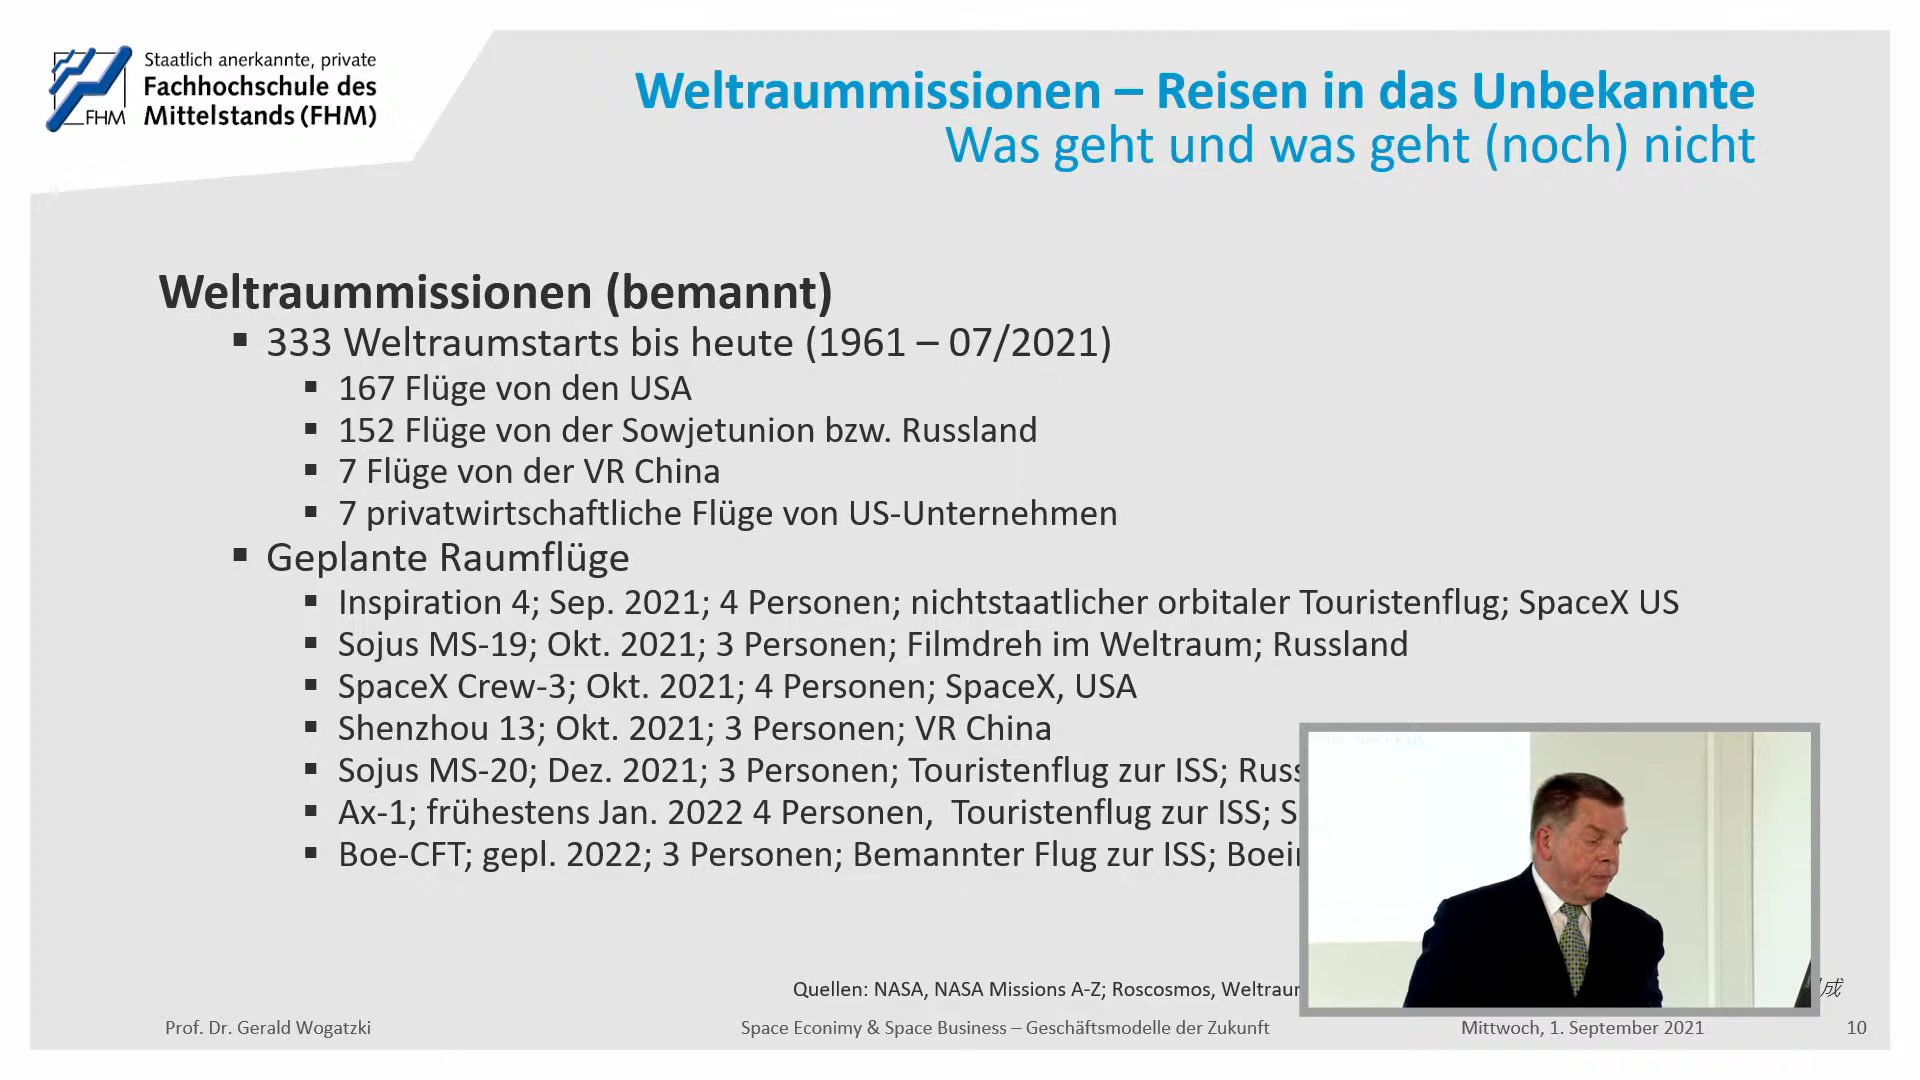 Staatlich anerkannte, private
Fachhochschule des
Mittelstands (FHM)
FHM
Weltraummissionen – Reisen in das Unbekannte
Was geht und was geht (noch) nicht
Weltraummissionen (bemannt)
▪ 333 Weltraumstarts bis heute (1961 – 07/2021)
▪ 167 Flüge von den USA
▪ 152 Flüge von der Sowjetunion bzw. Russland
▪ 7 Flüge von der VR China
▪ 7 privatwirtschaftliche Flüge von US-Unternehmen
▪ Geplante Raumflüge
▪ Inspiration 4; Sep. 2021; 4 Personen; nichtstaatlicher orbitaler Touristenflug; SpaceX US
▪ Sojus MS-19; Okt. 2021; 3 Personen; Filmdreh im Weltraum; Russland
▪ SpaceX Crew-3; Okt. 2021; 4 Personen; SpaceX, USA
▪ Shenzhou 13; Okt. 2021; 3 Personen; VR China
▪ Sojus MS-20; Dez. 2021; 3 Personen; Touristenflug zur ISS;
▪ Ax-1; frühestens Jan. 2022 4 Personen, Touristenflug zur ISS;
▪ Boe-CFT; gepl. 2022; 3 Personen; Bemannter Flug zur ISS;
Quellen: NASA, NASA Missions A-Z; Roscosmos,
Prof. Dr. Gerald Wogatzki
Space Econimy & Space Business – Geschäftsmodelle der Zukunft
Mittwoch, 1. September 2021
10